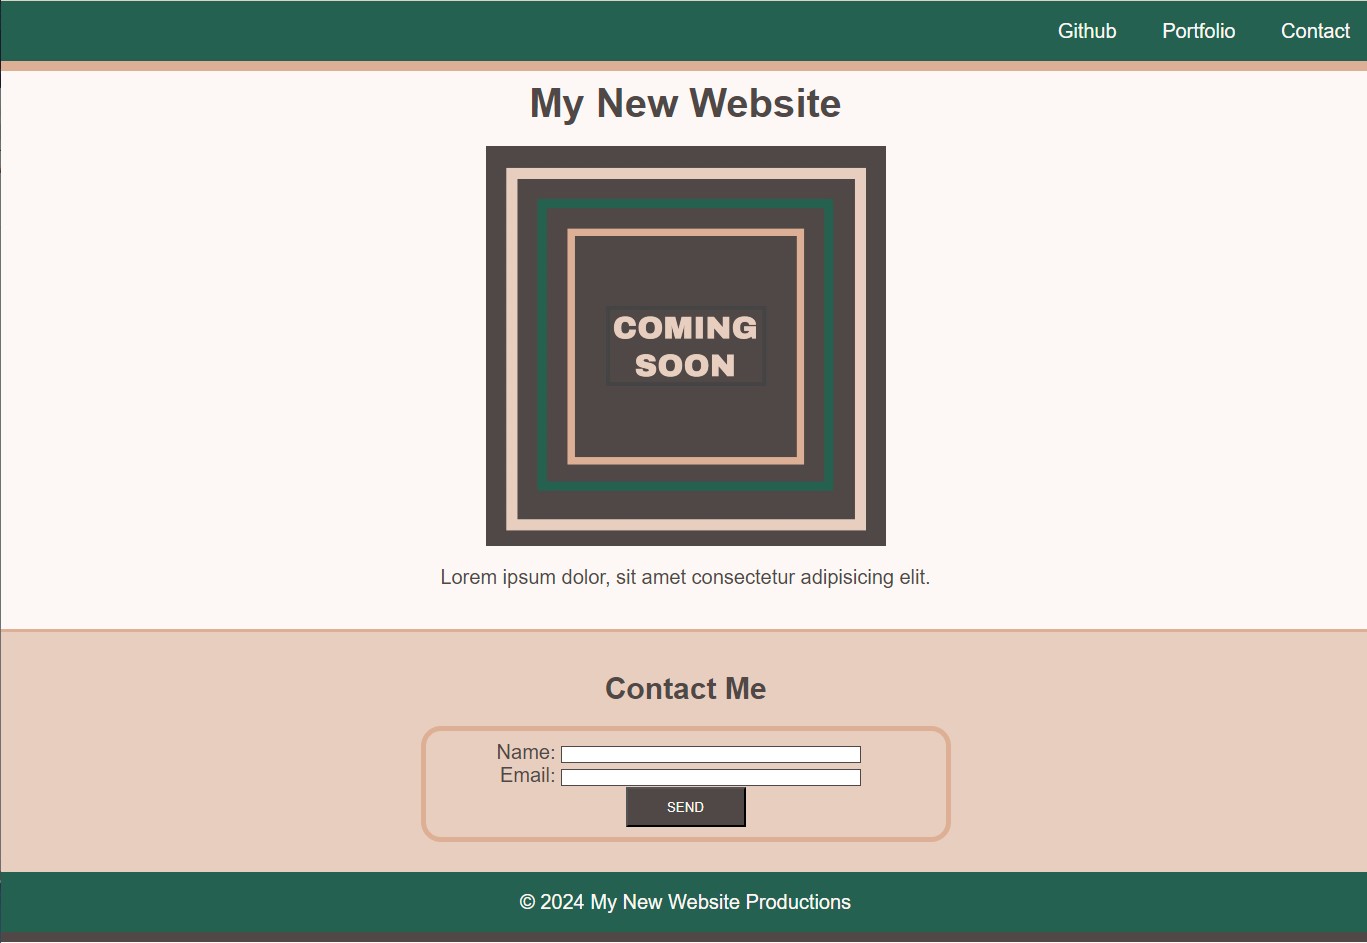 Github Portfolio Contact
My New Website
COMING
SOON
Lorem ipsum dolor, sit amet consectetur adipisicing elit.
Contact Me
Name:
Email:
SEND
© 2024 My New Website Productions